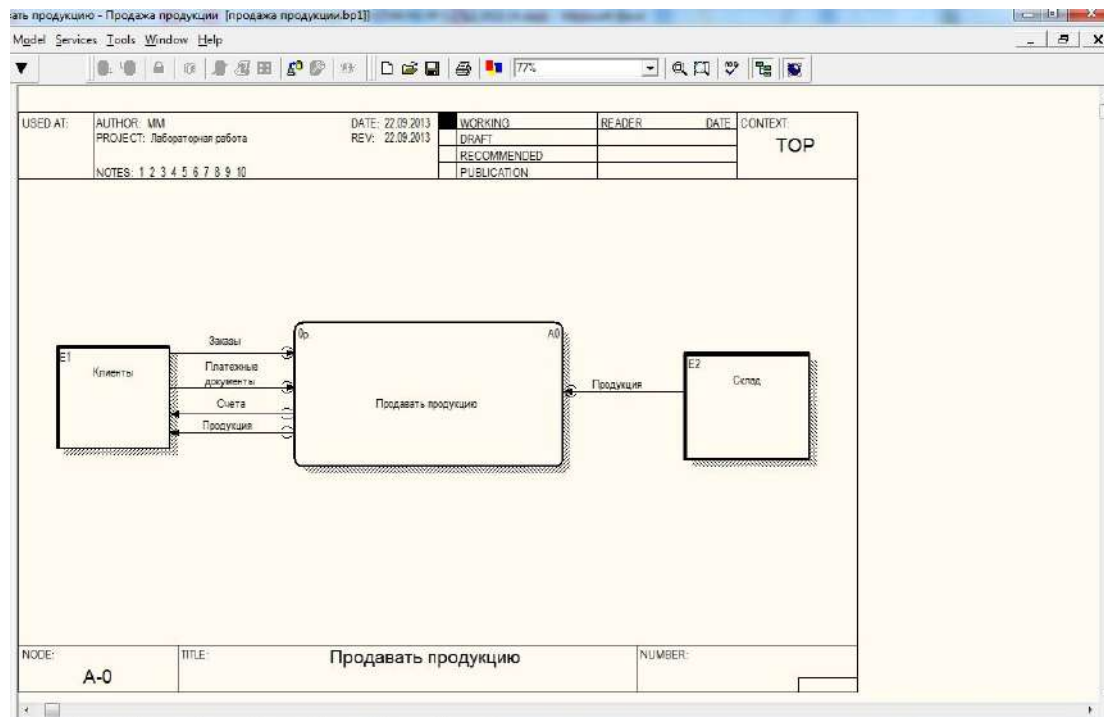 ать продукцию - Продажа продукции [продажа продукции.bp1]]
Model Services Tools Window Help
77%
USED AT:
AUTHOR: MM
DATE: 22.09.2013
PROJECT: Лабораторная работа
REV: 22.09.2013
NOTES: 1 2 3 4 5 6 7 8 9 10
WORKING
DRAFT
RECOMMENDED
PUBLICATION
READER DATE
CONTEXT:
TOP
E1
Клиенты
Заказы
Платежные
документы
Счета
Продукция
0р.
A0
Продавать продукцию
Продукция
E2
Склад
NODE:
A-0
TITLE:
Продавать продукцию
NUMBER: